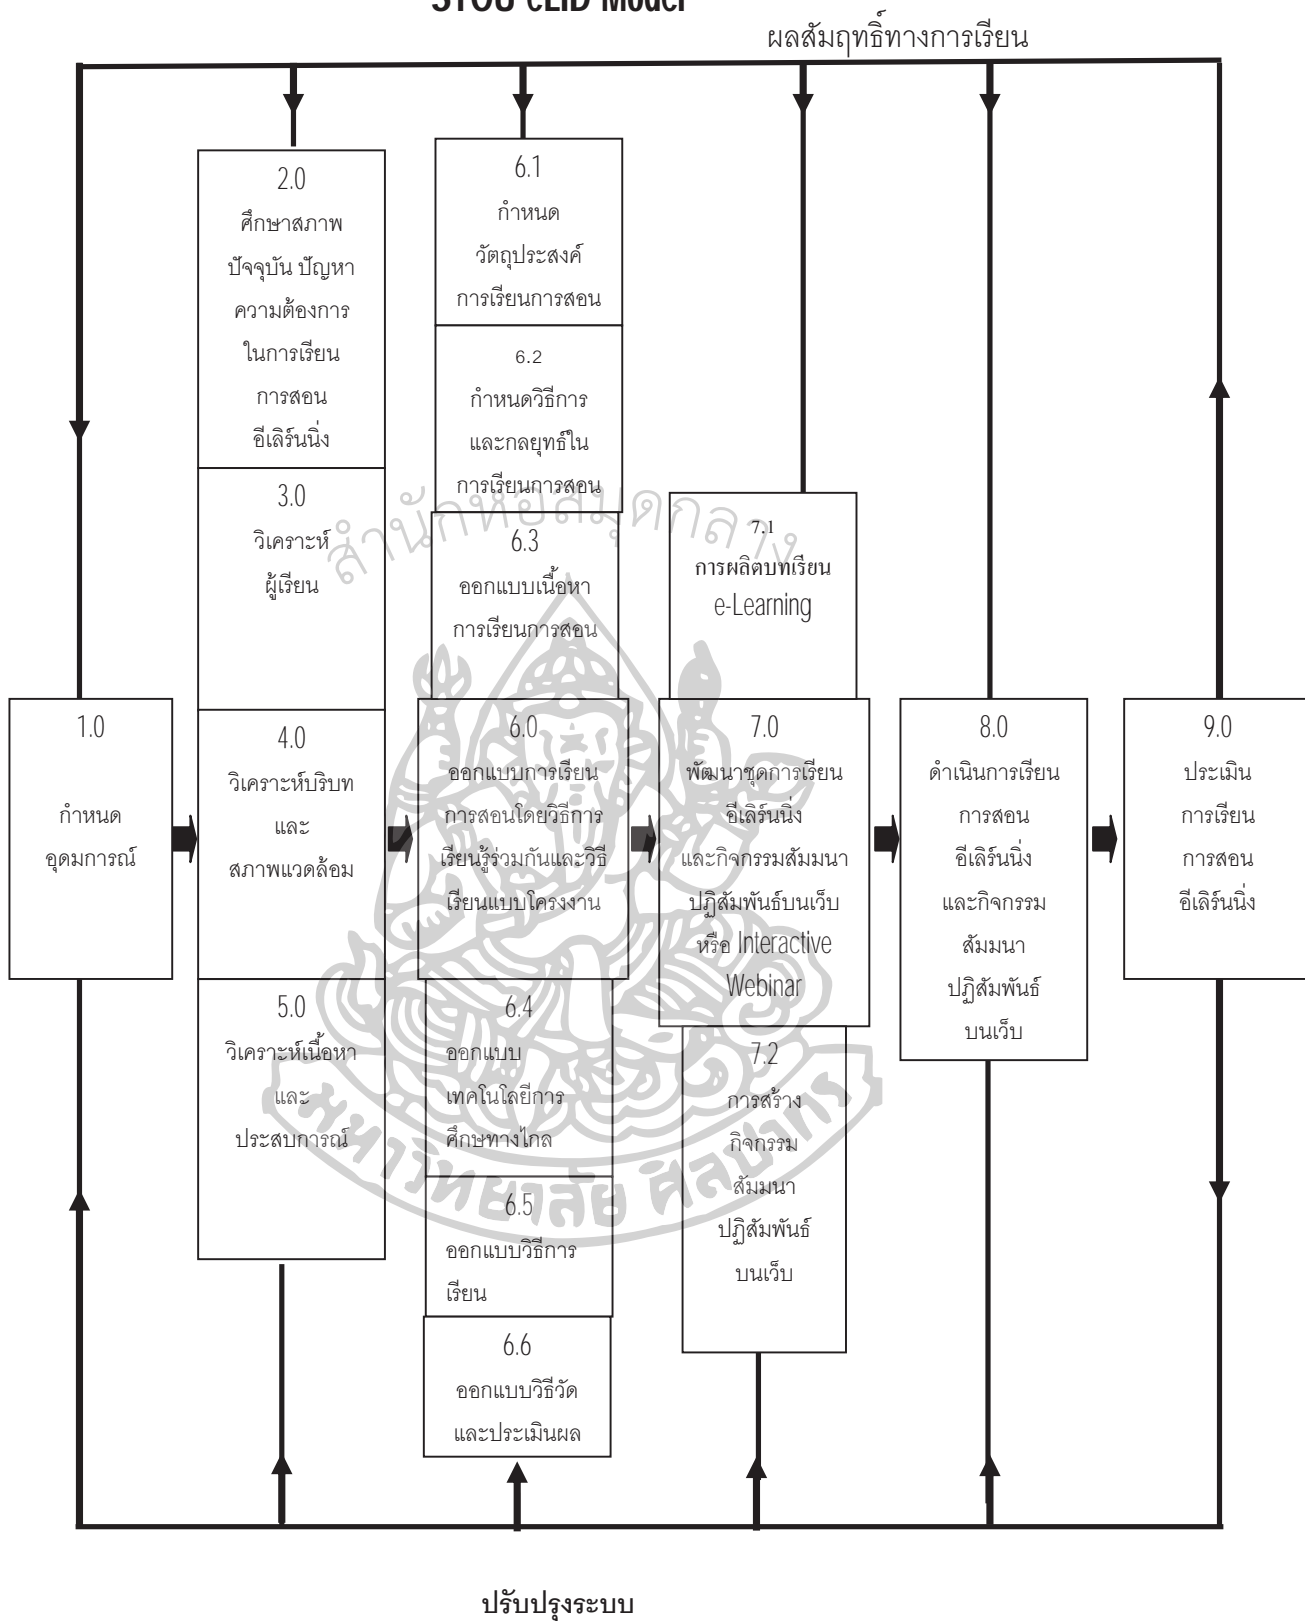 STOU eLID Model
ผลสัมฤทธิ์ทางการเรียน
1.0
กำหนด
อุดมการณ์
2.0
ศึกษาสภาพ
ปัจจุบัน ปัญหา
ความต้องการ
ในการเรียน
การสอน
อีเลิร์นนิ่ง
3.0
วิเคราะห์
ผู้เรียน
4.0
วิเคราะห์บริบท
และ
สภาพแวดล้อม
5.0
วิเคราะห์เนื้อหา
และ
ประสบการณ์
6.1
กำหนด
วัตถุประสงค์
การเรียนการสอน
6.2
กำหนดวิธีการ
และกลยุทธ์ใน
การเรียนการสอน
6.3
ออกแบบเนื้อหา
การเรียนการสอน
6.0
ออกแบบการเรียน
การสอนโดยวิธีการ
เรียนรู้ร่วมกันและวิธี
เรียนแบบโครงงาน
6.4
ออกแบบ
เทคโนโลยีการ
ศึกษทางไกล
6.5
ออกแบบวิธีการ
เรียน
6.6
ออกแบบวิธีวัด
และประเมินผล
7.1
การผลิตบทเรียน
e-Learning
7.0
พัฒนาชุดการเรียน
อีเลิร์นนิ่ง
และกิจกรรมสัมมนา
ปฏิสัมพันธ์บนเว็บ
หรือ Interactive
Webinar
7.2
การสร้าง
กิจกรรม
สัมมนา
ปฏิสัมพันธ์
บนเว็บ
8.0
ดำเนินการเรียน
การสอน
อีเลิร์นนิ่ง
และกิจกรรม
สัมมนา
ปฏิสัมพันธ์
บนเว็บ
9.0
ประเมิน
การเรียน
การสอน
อีเลิร์นนิ่ง
สำนักหอสมุดกลาง
มหาวิทยาลัย ศิลปากร
ปรับปรุงระบบ